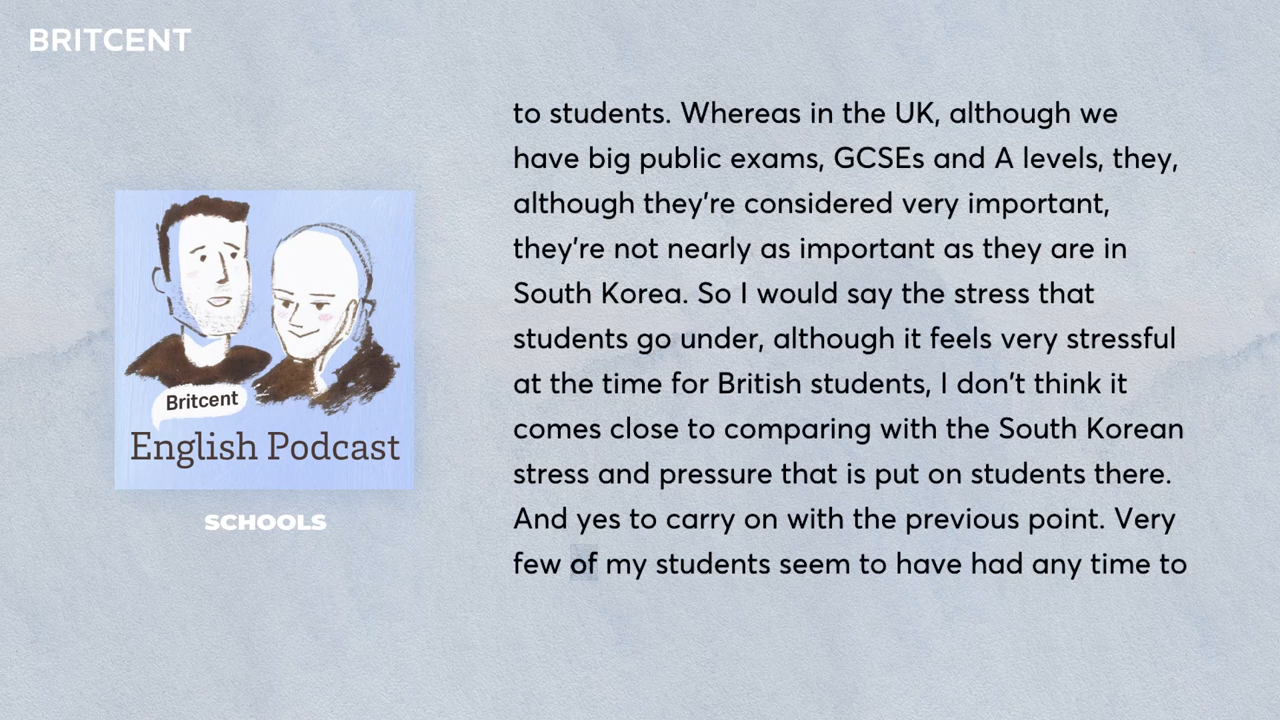 BRITCENT
Britcent
English Podcast
SCHOOLS
to students. Whereas in the UK, although we
have big public exams, GCSEs and A levels, they,
although they're considered very important,
they're not nearly as important as they are in
South Korea. So I would say the stress that
students go under, although it feels very stressful
at the time for British students, I don't think it
comes close to comparing with the South Korean
stress and pressure that is put on students there.
And yes to carry on with the previous point. Very
few of my students seem to have had any time to